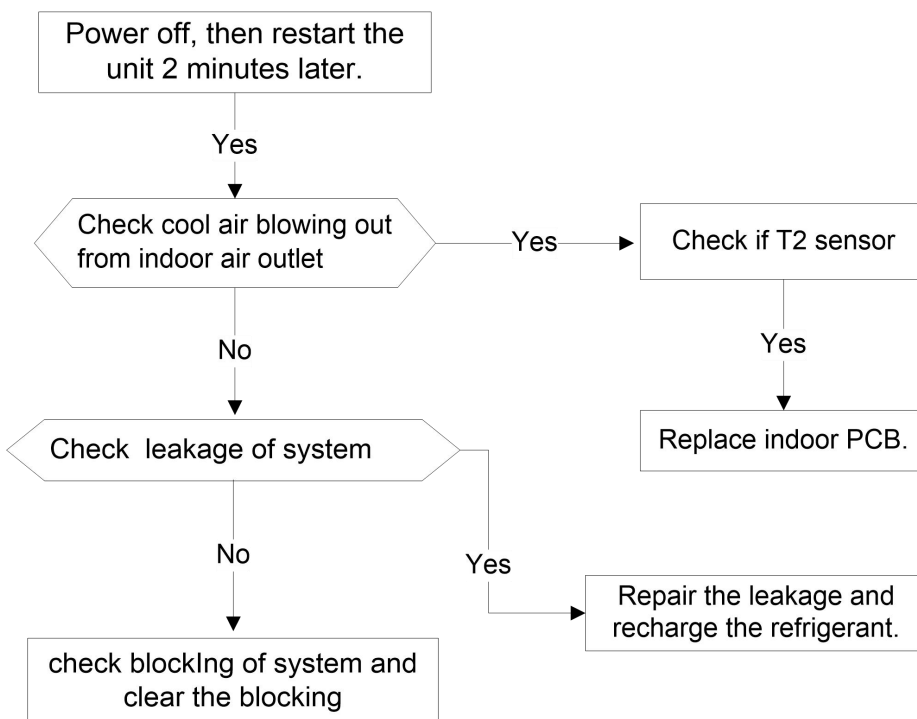 Power off, then restart the
unit 2 minutes later.
Yes
Check cool air blowing out
from indoor air outlet
Yes
Check if T2 sensor
No
Yes
Check leakage of system
Replace indoor PCB.
No
Yes
Repair the leakage and
recharge the refrigerant.
check blockIng of system and
clear the blocking